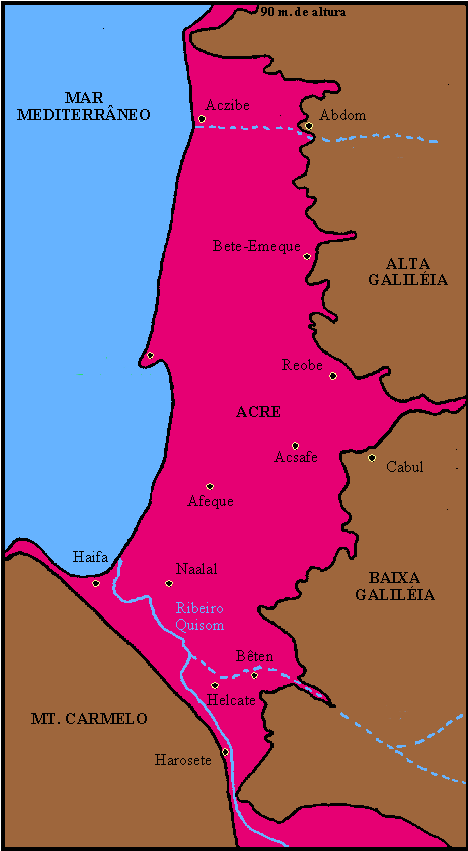 90 m. de altura
MAR
MEDITERRÂNEO
Aczibe
Abdom
Bete-Emeque
ALTA
GALILÉIA
Reobe
ACRE
Acsafe
Cabul
Afeque
Haifa
Naalal
BAIXA
GALILÉIA
Ribeiro
Quisom
Bêten
Helcate
MT. CARMELO
Harosete